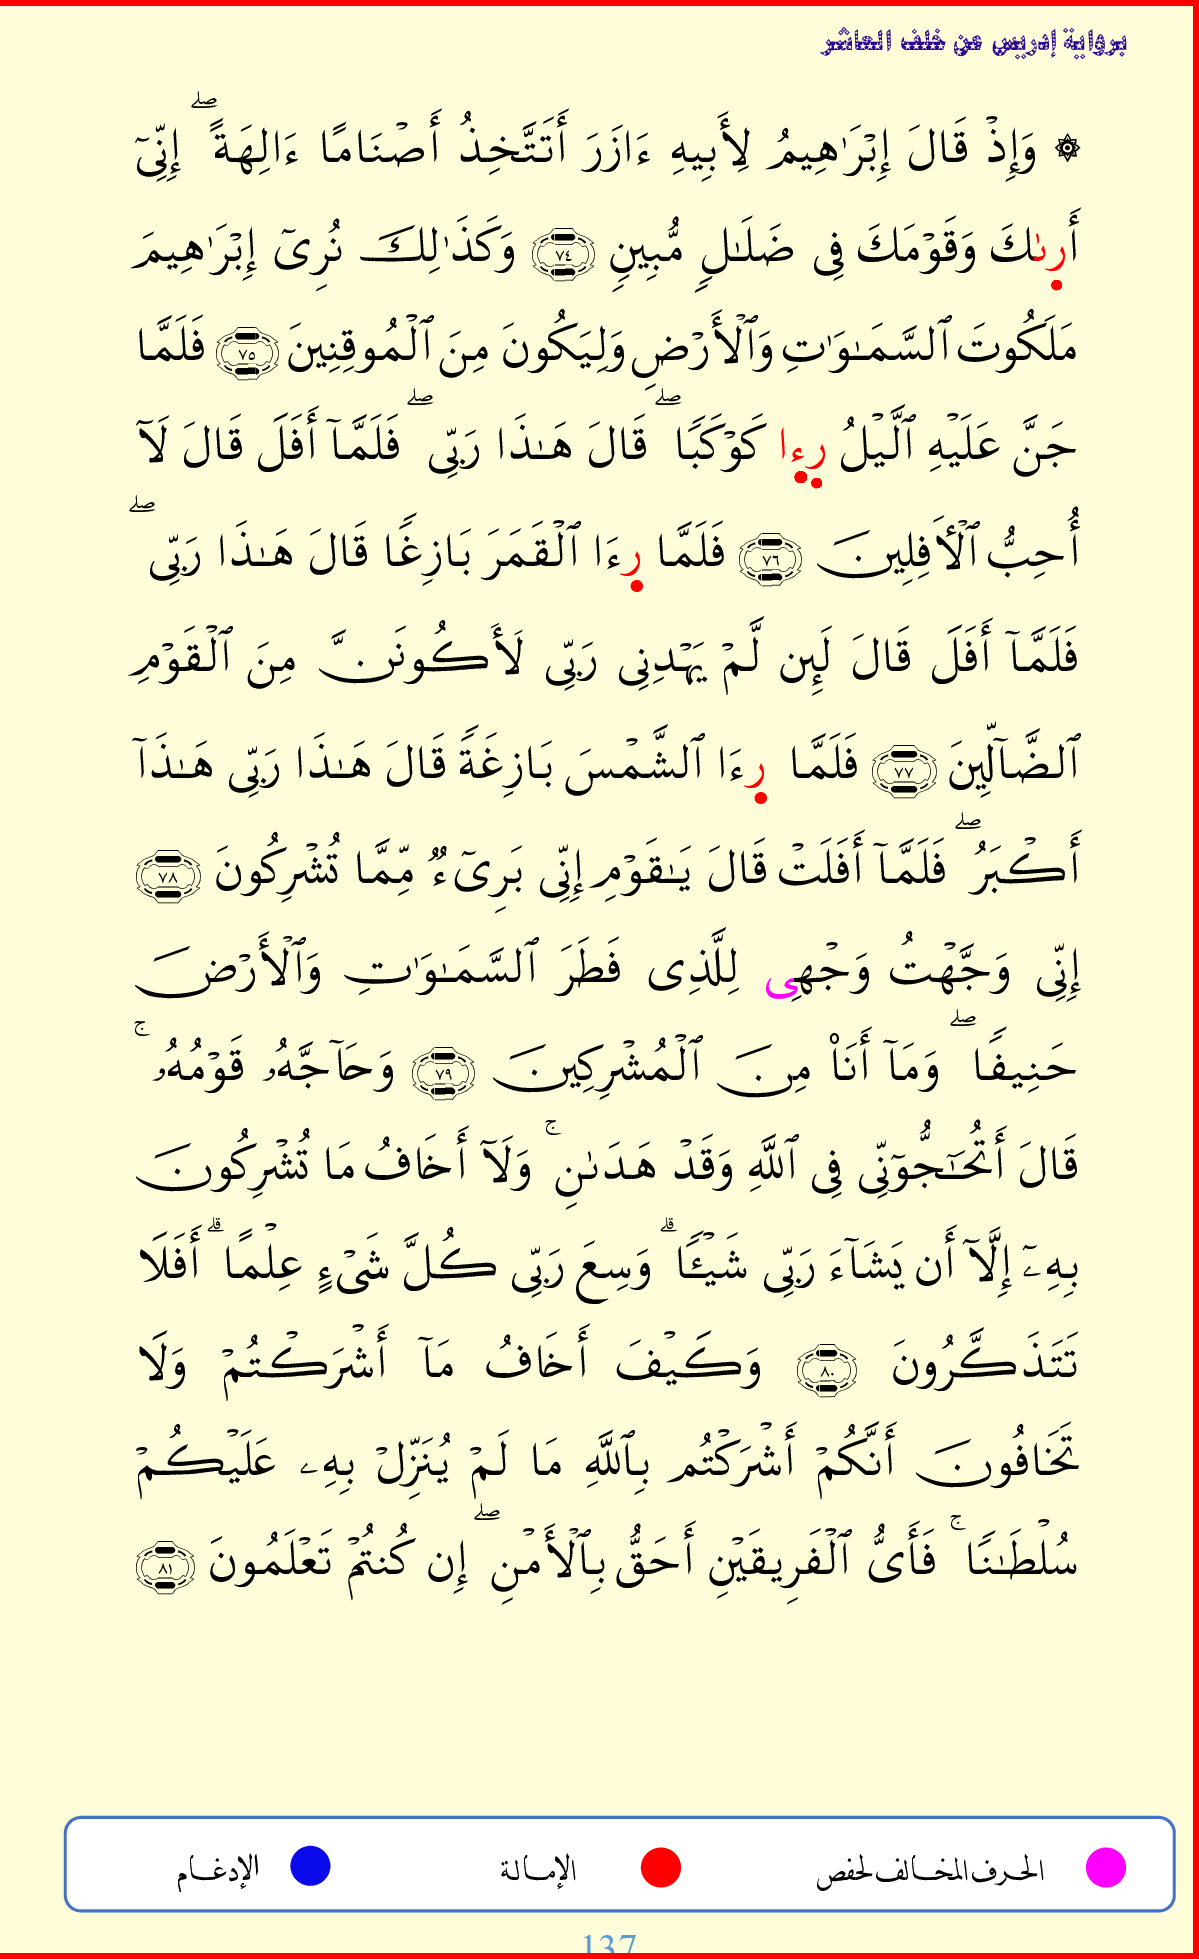 برواية إدريس عن خلف العاشر
۞ وَإِذۡ قَالَ إِبۡرَٰهِيمُ لِأَبِيهِ ءَازَرَ أَتَتَّخِذُ أَصۡنَامًا ءَالِهَةً ۖ إِنِّىٓ
أَرٜىٰكَ وَقَوۡمَكَ فِى ضَلَٰلٍ مُّبِينٍ ٧٤ وَكَذَٰلِكَ نُرِىٓ إِبۡرَٰهِيمَ
مَلَكُوتَ ٱلسَّمَٰوَٰتِ وَٱلۡأَرۡضِ وَلِيَكُونَ مِنَ ٱلۡمُوقِنِينَ ٧٥ فَلَمَّا
جَنَّ عَلَيۡهِ ٱلَّيۡلُ رٜءٜا كَوۡكَبًا ۖ قَالَ هَٰذَا رَبِّى ۖ فَلَمَّآ أَفَلَ قَالَ لَآ
أُحِبُّ ٱلۡأٓفِلِينَ ٧٦ فَلَمَّا رٜءَا ٱلۡقَمَرَ بَازِغًا قَالَ هَٰذَا رَبِّى ۖ
فَلَمَّآ أَفَلَ قَالَ لَئِن لَّمۡ يَهۡدِنِى رَبِّى لَأَكُونَنَّ مِنَ ٱلۡقَوۡمِ
ٱلضَّآلِّينَ ٧٧ فَلَمَّا رٜءَا ٱلشَّمۡسَ بَازِغَةً قَالَ هَٰذَا رَبِّى هَٰذَآ
أَكۡبَرُ ۖ فَلَمَّآ أَفَلَتۡ قَالَ يَٰقَوۡمِ إِنِّى بَرِىٓءٌ مِّمَّا تُشۡرِكُونَ ٧٨
إِنِّى وَجَّهۡتُ وَجۡهِى لِلَّذِى فَطَرَ ٱلسَّمَٰوَٰتِ وَٱلۡأَرۡضَ
حَنِيفًا ۖ وَمَآ أَنَا۠ مِنَ ٱلۡمُشۡرِكِينَ ٧٩ وَحَآجَّهُۥ قَوۡمُهُۥ ۚ
قَالَ أَتُحَٰٓجُّوٓنِّى فِى ٱللَّهِ وَقَدۡ هَدَىٰنِ ۚ وَلَآ أَخَافُ مَا تُشۡرِكُونَ
بِهِۦٓ إِلَّآ أَن يَشَآءَ رَبِّى شَيۡـًٔا ۗ وَسِعَ رَبِّى كُلَّ شَىۡءٍ عِلۡمًا ۗ أَفَلَا
تَتَذَكَّرُونَ ٨٠ وَكَيۡفَ أَخَافُ مَآ أَشۡرَكۡتُمۡ وَلَا
تَخَافُونَ أَنَّكُمۡ أَشۡرَكۡتُم بِٱللَّهِ مَا لَمۡ يُنَزِّلۡ بِهِۦ عَلَيۡكُمۡ
سُلۡطَٰنًا ۚ فَأَىُّ ٱلۡفَرِيقَيۡنِ أَحَقُّ بِٱلۡأَمۡنِ ۖ إِن كُنتُمۡ تَعۡلَمُونَ ٨١
الحرف المخالف لحفص الإمالة الإدغام
137